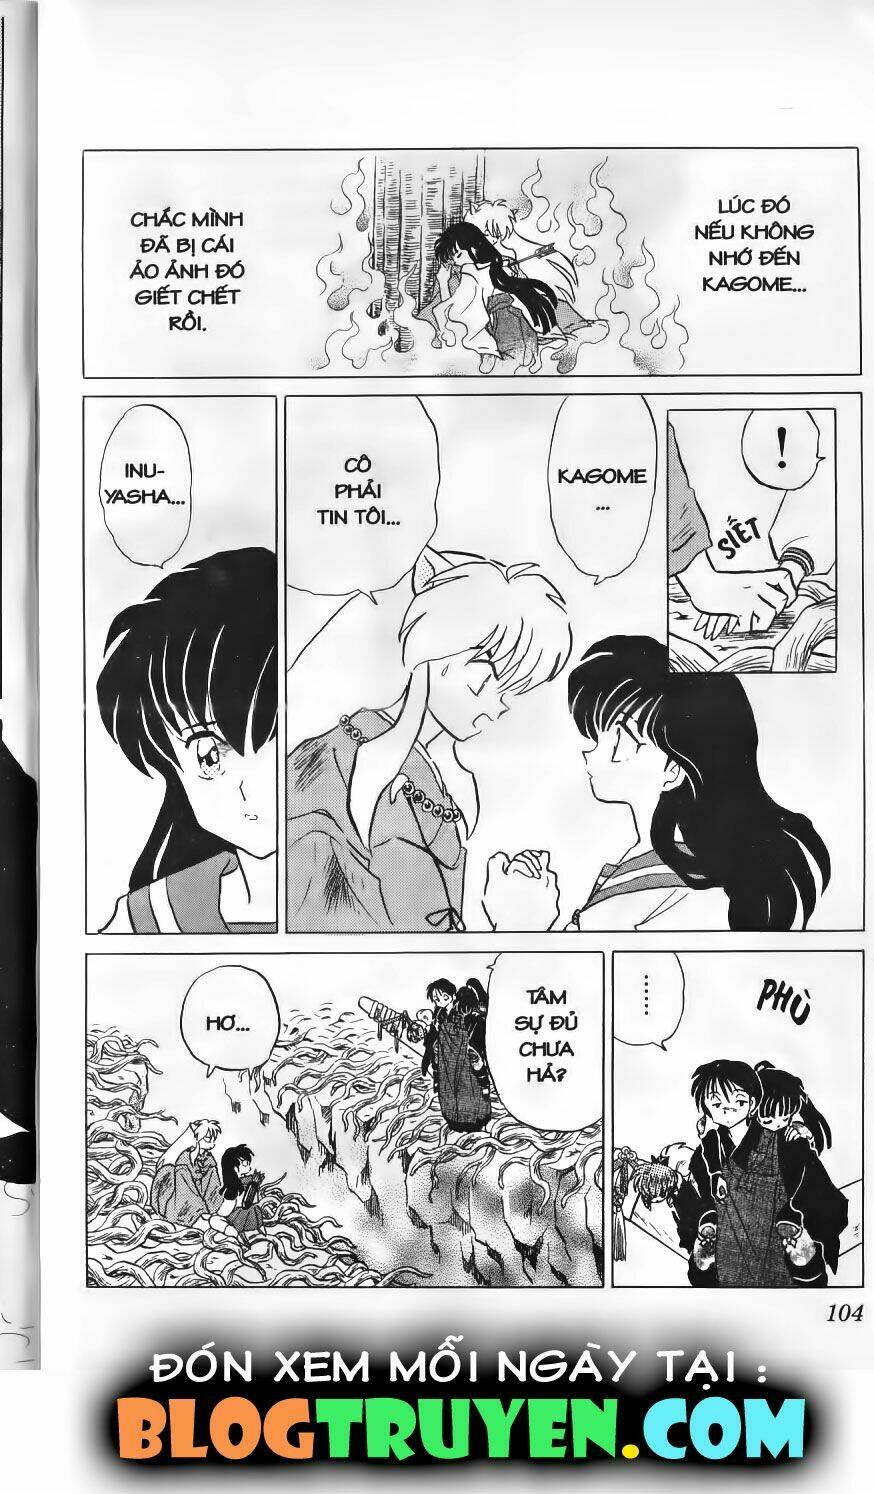 LÚC ĐÓ
NẾU KHÔNG
NHỚ ĐẾN
KAGOME...
CHẮC MÌNH
ĐÃ BỊ CÁI
ẢO ẢNH ĐÓ
GIẾT CHẾT
RỒI.
!
SIẾT
KAGOME
...
CÔ
PHẢI
TIN TÔI...
INU-
YASHA...
......
PHÙ
TÂM
SỰ ĐỦ
CHƯA
HẢ?
HƠ...
104
ĐÓN XEM MỖI NGÀY TẠI :
BLOGTRUYEN.COM